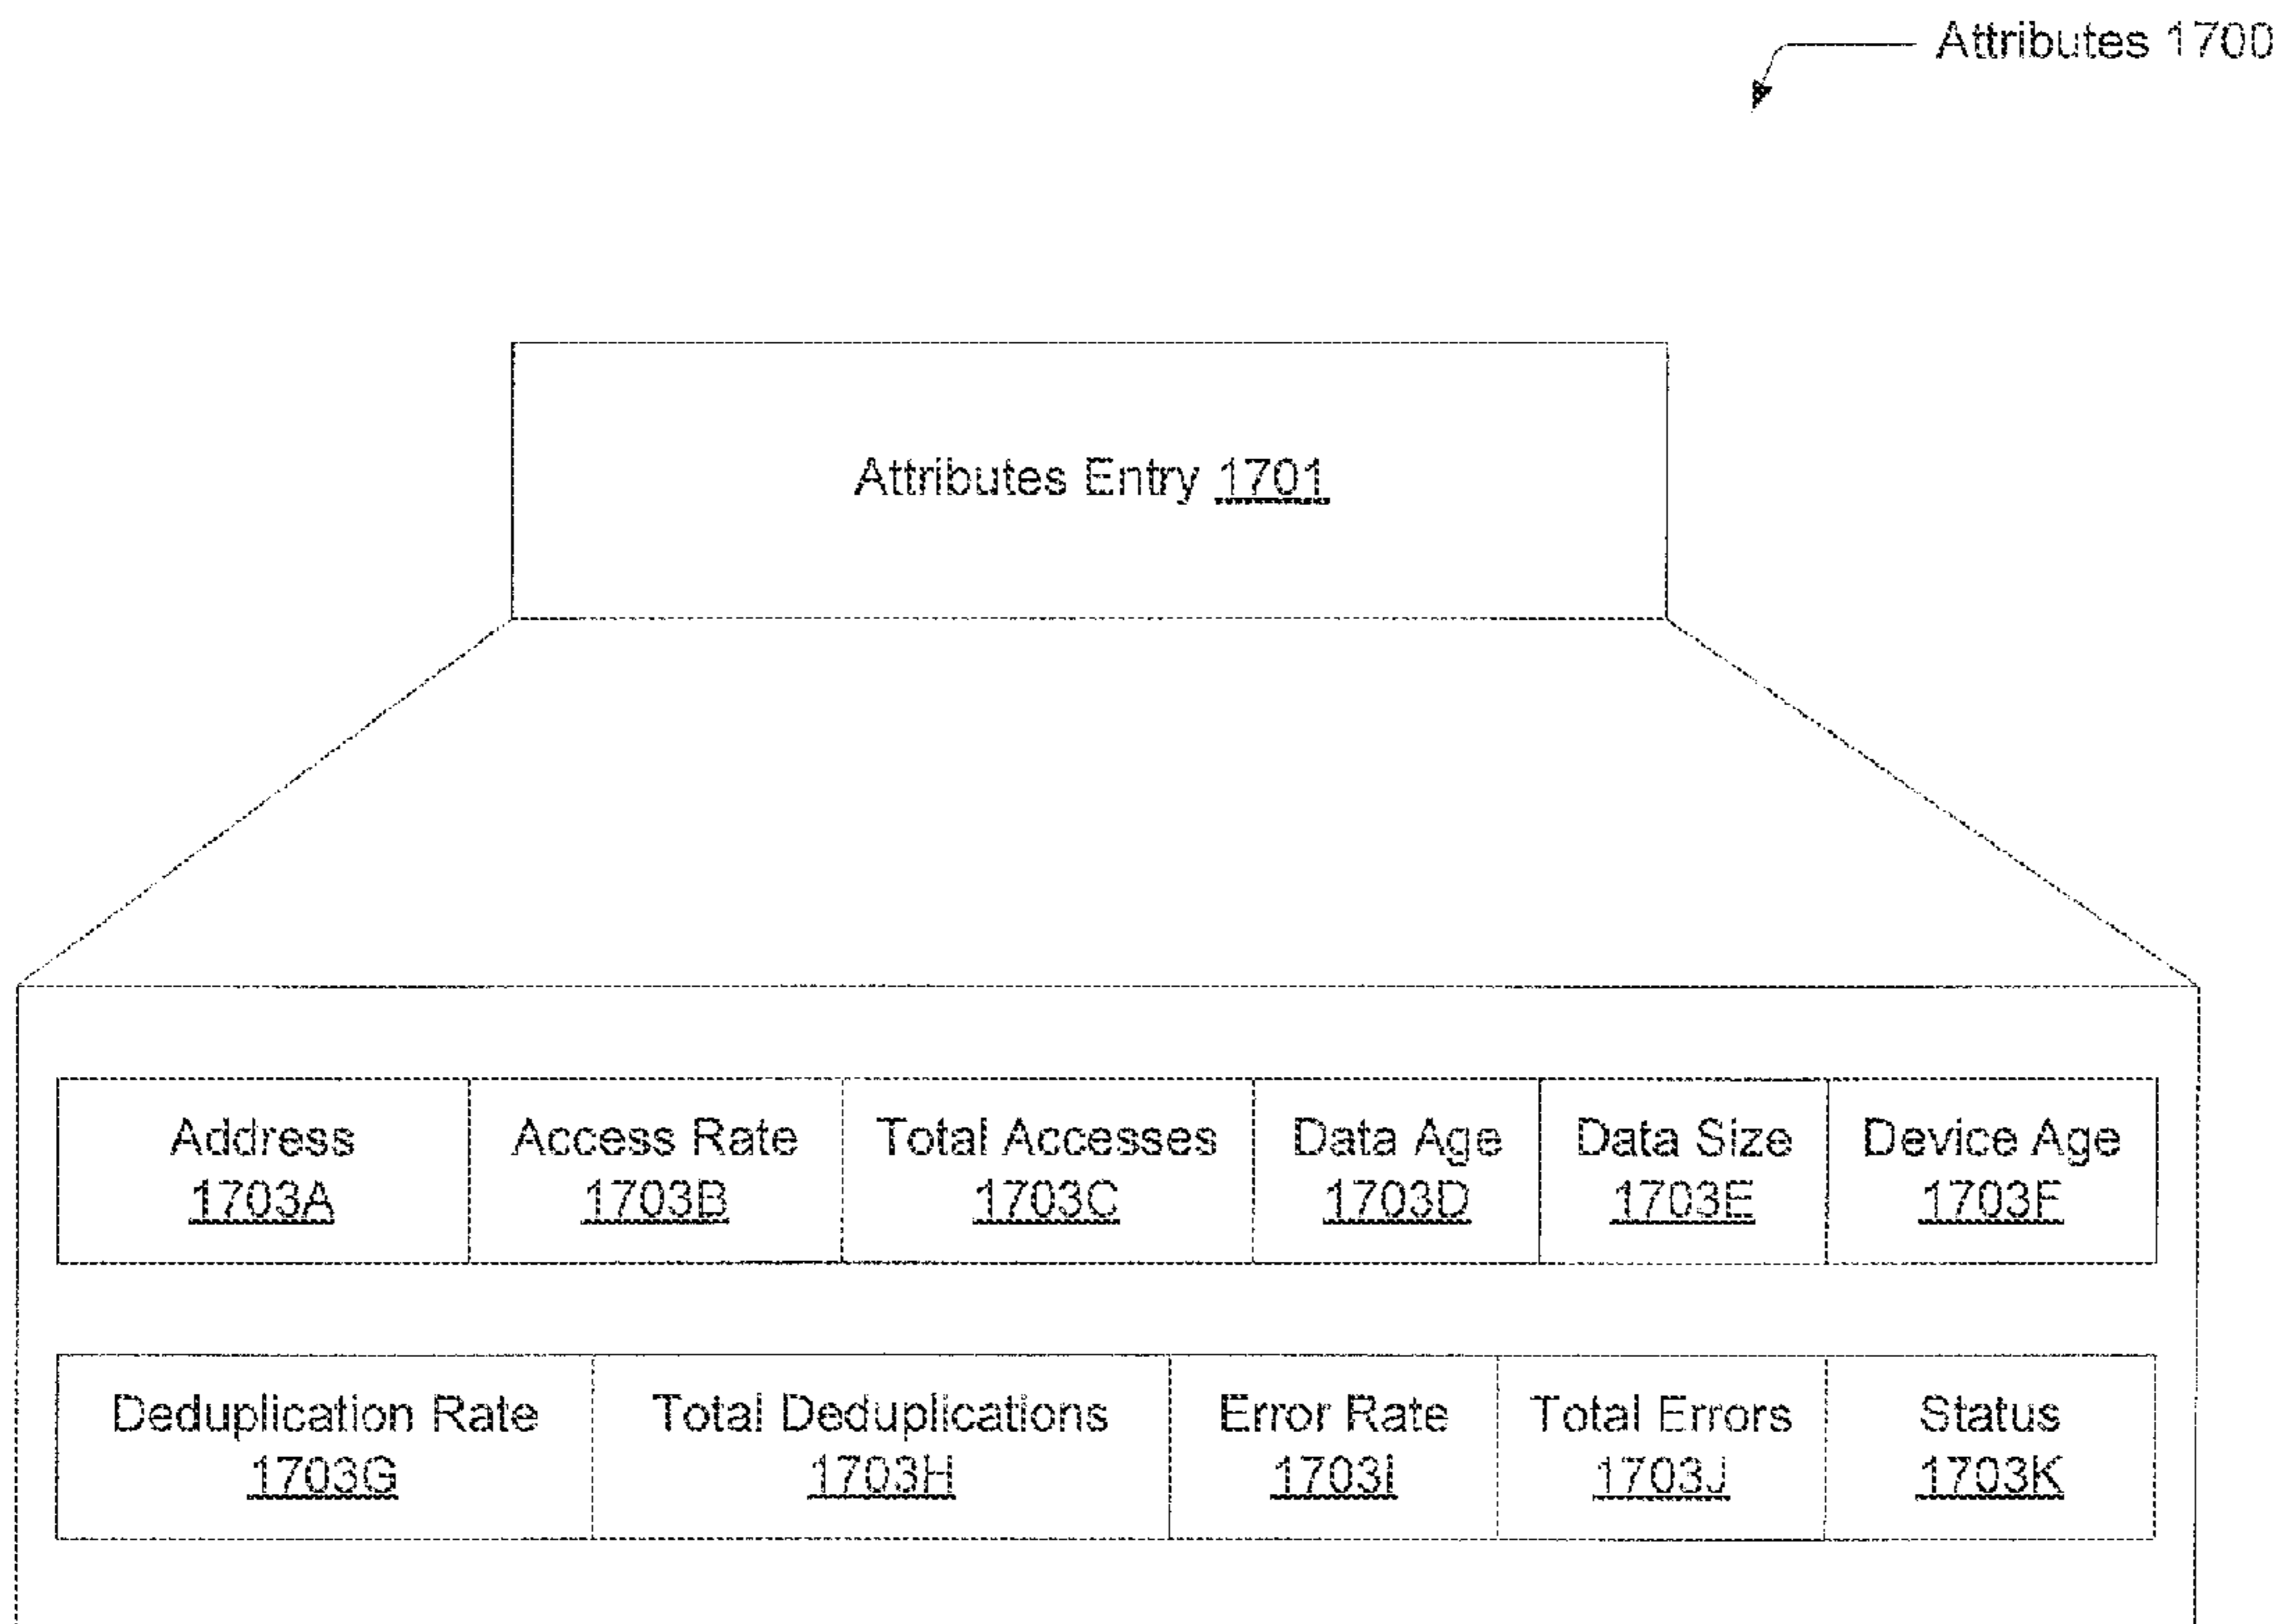 Attributes 1700
Attributes Entry 1701
Address
1703A
Access Rate
1703B
Total Accesses
1703C
Data Age
1703D
Data Size
1703E
Device Age
1703F
Deduplication Rate
1703G
Total Deduplications
1703H
Error Rate
1703I
Total Errors
1703J
Status
1703K